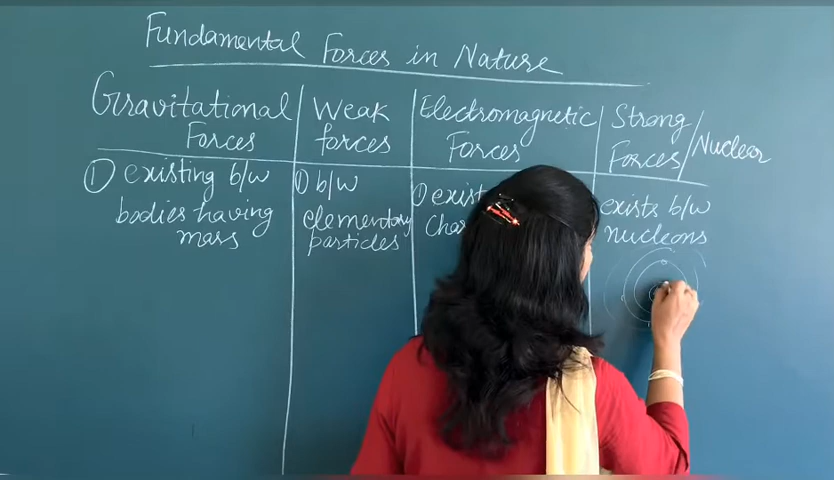 Fundamental Forces in Nature
Gravitational
Forces
Weak
forces
Electromagnetic
Forces
Strong
Forces/Nuclear
① existing b/w
bodies having
mass
① b/w
elementary
particles
① exist
cha
exists b/w
nucleons